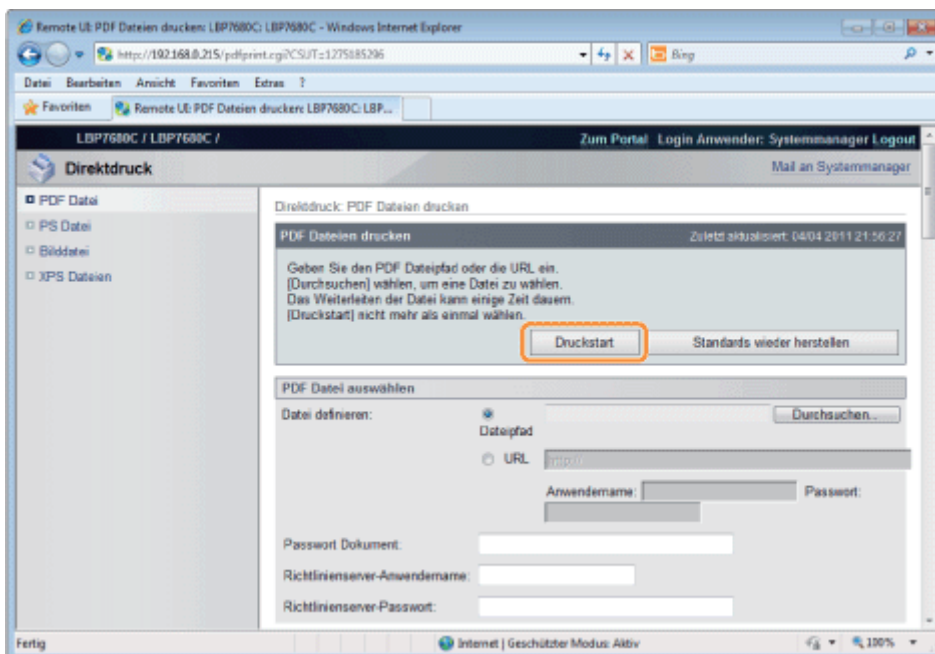 Remote UI: PDF Dateien drucken: LBP7680C: LBP7680C - Windows Internet Explorer
http://192.168.0.215/pdfprint.cgi?CSUT=1275185296
Bing
Datei Bearbeiten Ansicht Favoriten Extras ?
Favoriten
Remote UI: PDF Dateien drucken: LBP7680C: LBP...
LBP7680C / LBP7680C /
Zum Portal Login Anwender: Systemmanager Logout
Direktdruck
Mail an Systemmanager
PDF Datei
PS Datei
Bilddatei
XPS Dateien
Direktdruck: PDF Dateien drucken
PDF Dateien drucken
Zuletzt aktualisiert: 04/04 2011 21:56:27
Geben Sie den PDF Dateipfad oder die URL ein.
[Durchsuchen] wählen, um eine Datei zu wählen.
Das Weiterleiten der Datei kann einige Zeit dauern.
[Druckstart] nicht mehr als einmal wählen.
Druckstart
Standards wieder herstellen
PDF Datei auswählen
Datei definieren:
Dateipfad
Durchsuchen...
URL
http://
Anwendername:
Passwort:
Passwort Dokument:
Richtlinienserver-Anwendername:
Richtlinienserver-Passwort:
Fertig
Internet | Geschützter Modus: Aktiv
100%